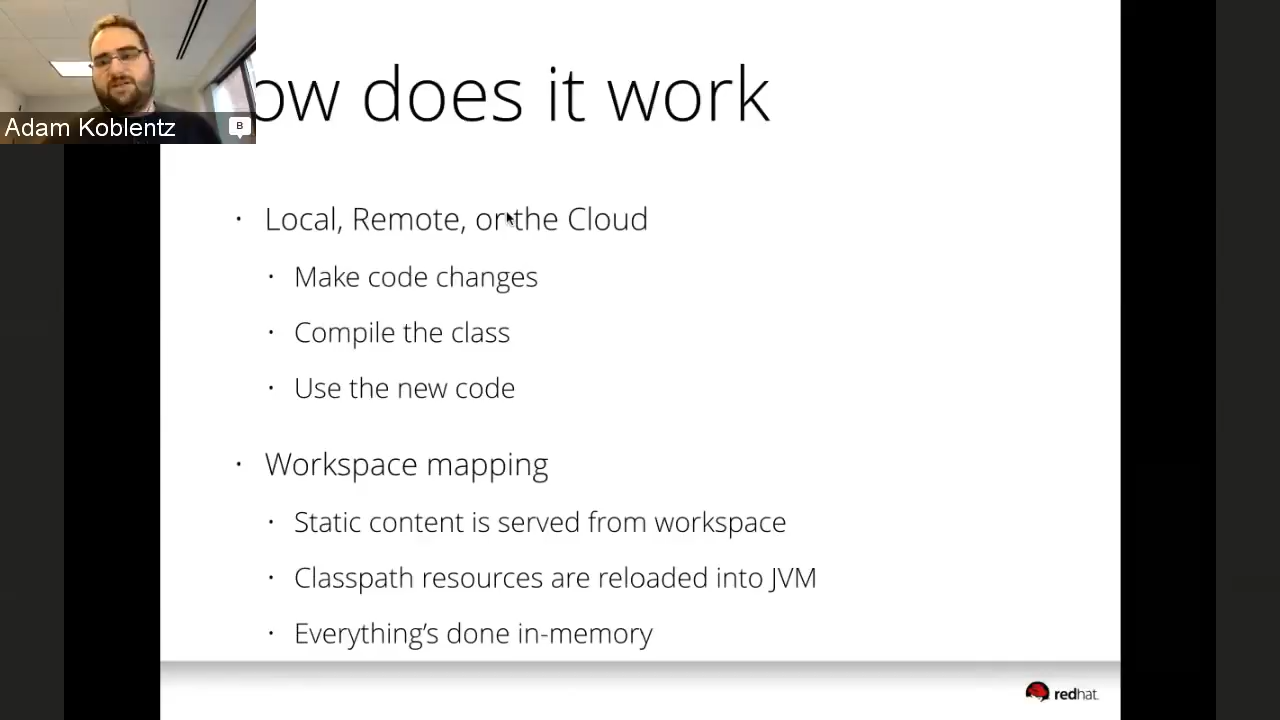 ow does it work
Adam Koblentz
B
Local, Remote, or the Cloud
Make code changes
Compile the class
Use the new code
Workspace mapping
Static content is served from workspace
Classpath resources are reloaded into JVM
Everything’s done in-memory
redhat.